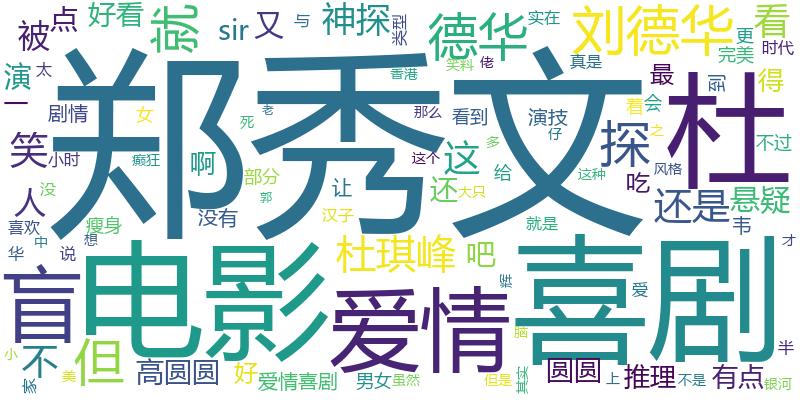 好看
就
sir
又
与
神探
类型
德华
刘德华
更
看
实在
被
点
完美
时代
演
太
一
香港
笑料
佬
真是
最
到
得
剧情
女
郑秀文
杜
笑
小时
癫狂
死
老
那么
看到
演技
仔
探
着
会
之
不过
啊
部分
这个
这
多
给
风格
这种
人
没
瘦身
让
还
大只
吃
还是
悬疑
喜欢
没有
郭
汉子
就是
韦
华
中
说
想
杜琪峰
吧
才
盲
电影
爱情
辉
喜剧
爱
小
不
但
脑
半
家
美
高圆圆
好
爱情喜剧
男女
虽然
但是
其实
圆圆
上
推理
不是
有点
银河